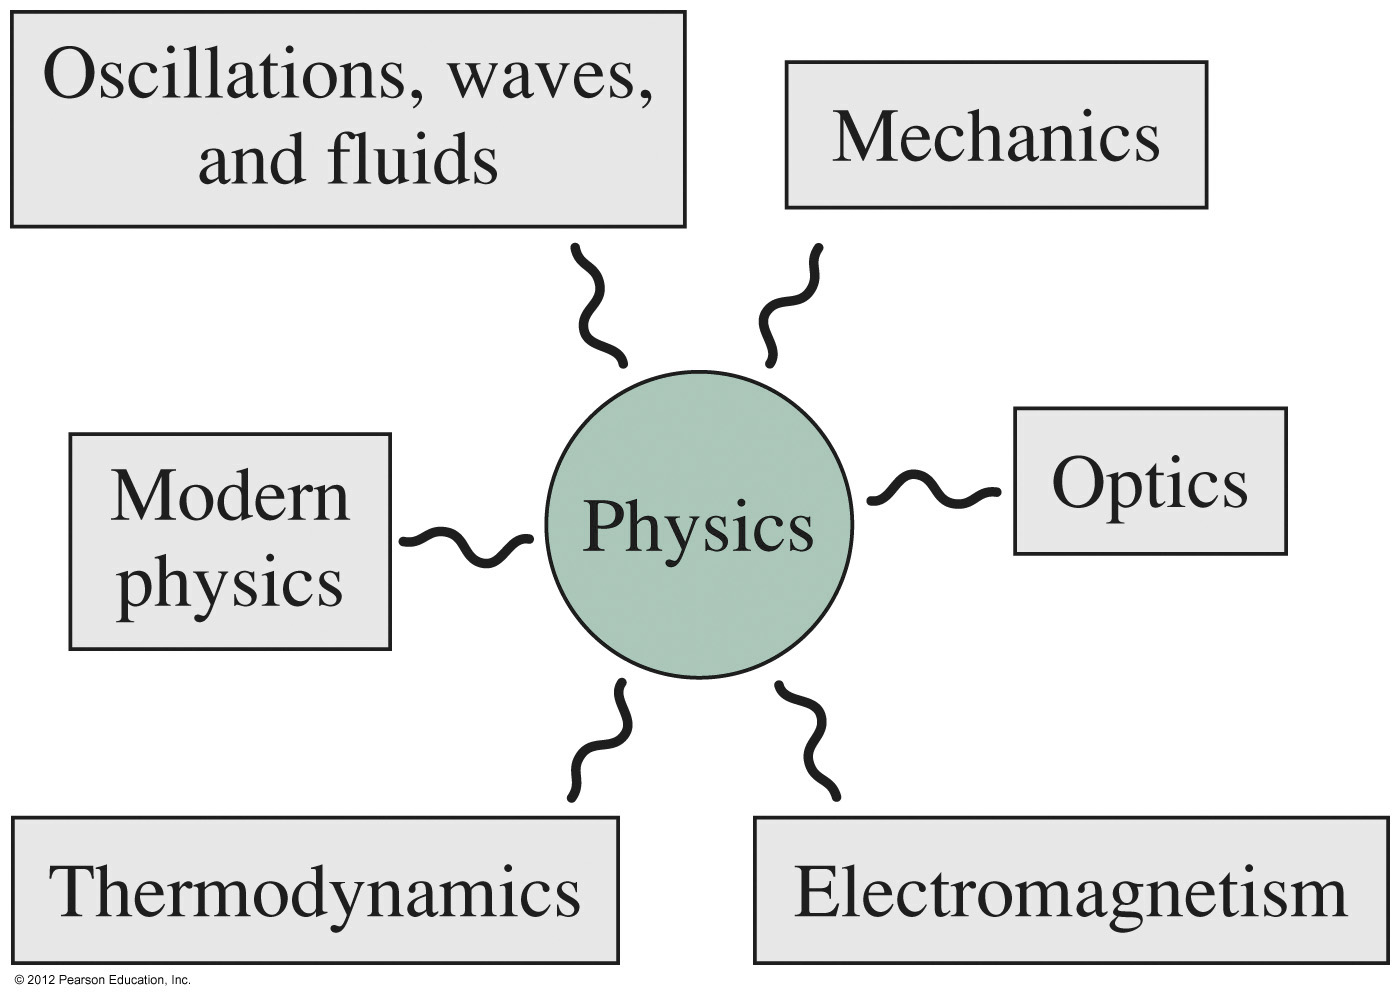 Oscillations, waves,
and fluids
Mechanics
Modern
physics
Physics
Optics
Thermodynamics
Electromagnetism
© 2012 Pearson Education, Inc.